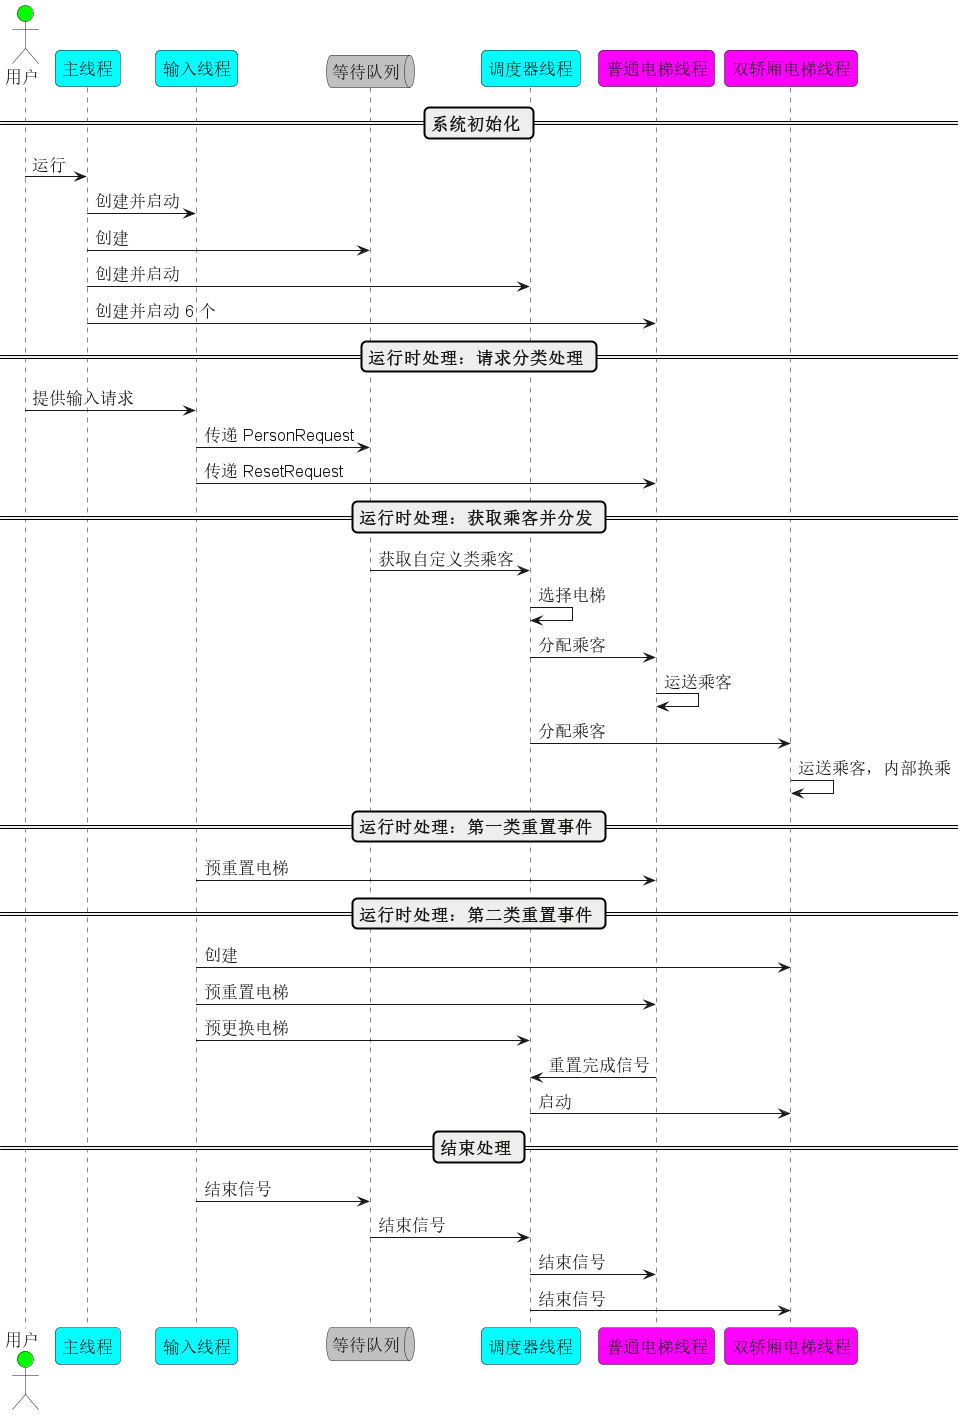 用户
主线程
输入线程
等待队列
调度器线程
普通电梯线程
双轿厢电梯线程
系统初始化
运行
创建并启动
创建
创建并启动
创建并启动 6 个
运行时处理：请求分类处理
提供输入请求
传递 PersonRequest
传递 ResetRequest
运行时处理：获取乘客并分发
获取自定义类乘客
选择电梯
分配乘客
运送乘客
分配乘客
运送乘客，内部换乘
运行时处理：第一类重置事件
预重置电梯
运行时处理：第二类重置事件
创建
预重置电梯
预更换电梯
重置完成信号
启动
结束处理
结束信号
结束信号
结束信号
结束信号
用户
主线程
输入线程
等待队列
调度器线程
普通电梯线程
双轿厢电梯线程